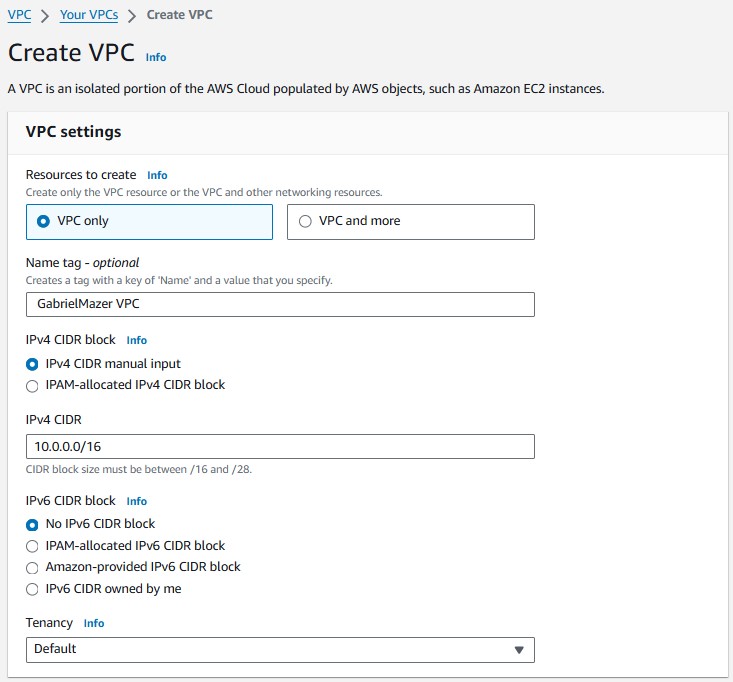 VPC > Your VPCs > Create VPC
Create VPC Info
A VPC is an isolated portion of the AWS Cloud populated by AWS objects, such as Amazon EC2 instances.
VPC settings
Resources to create Info
Create only the VPC resource or the VPC and other networking resources.
VPC only VPC and more
Name tag - optional
Creates a tag with a key of 'Name' and a value that you specify.
GabrielMazer VPC
IPv4 CIDR block Info
IPv4 CIDR manual input
IPAM-allocated IPv4 CIDR block
IPv4 CIDR
10.0.0.0/16
CIDR block size must be between /16 and /28.
IPv6 CIDR block Info
No IPv6 CIDR block
IPAM-allocated IPv6 CIDR block
Amazon-provided IPv6 CIDR block
IPv6 CIDR owned by me
Tenancy Info
Default